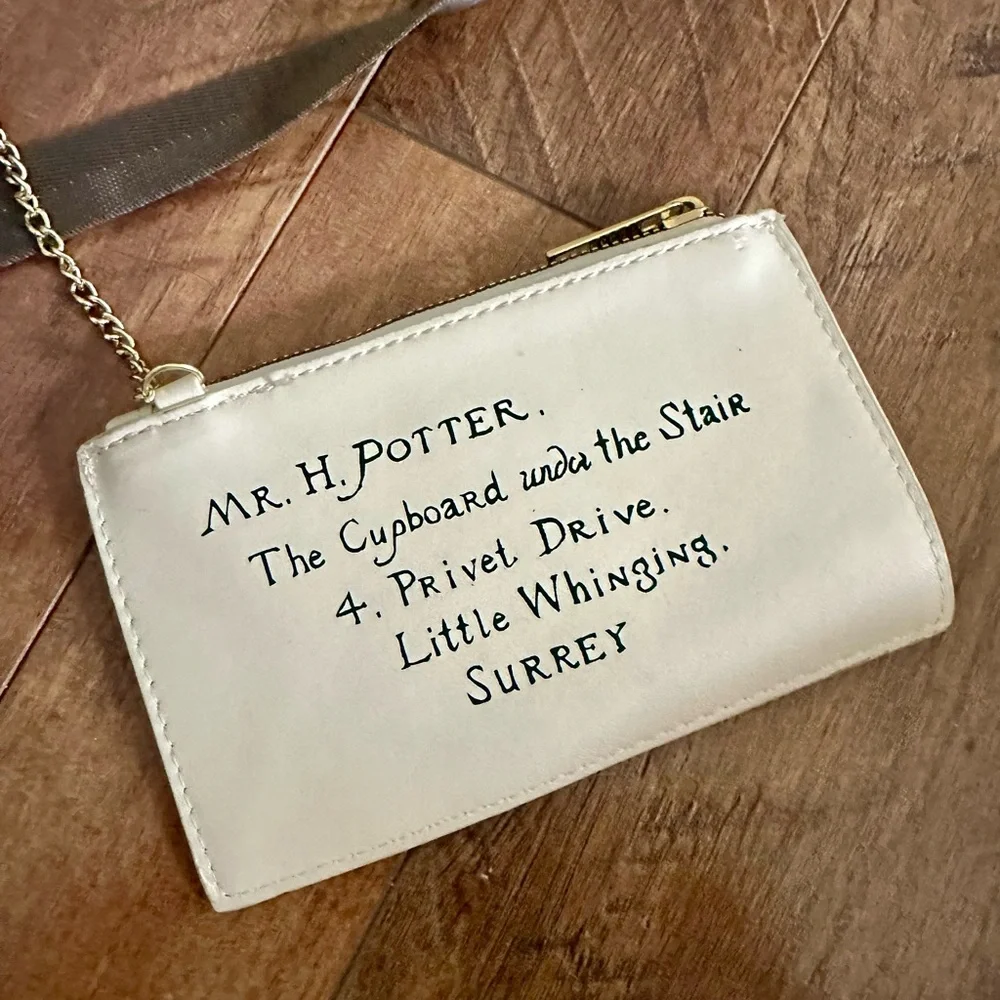 MR. H. POTTER.
The Cupboard under the Stair
4. Privet Drive.
Little Whinging.
SURREY